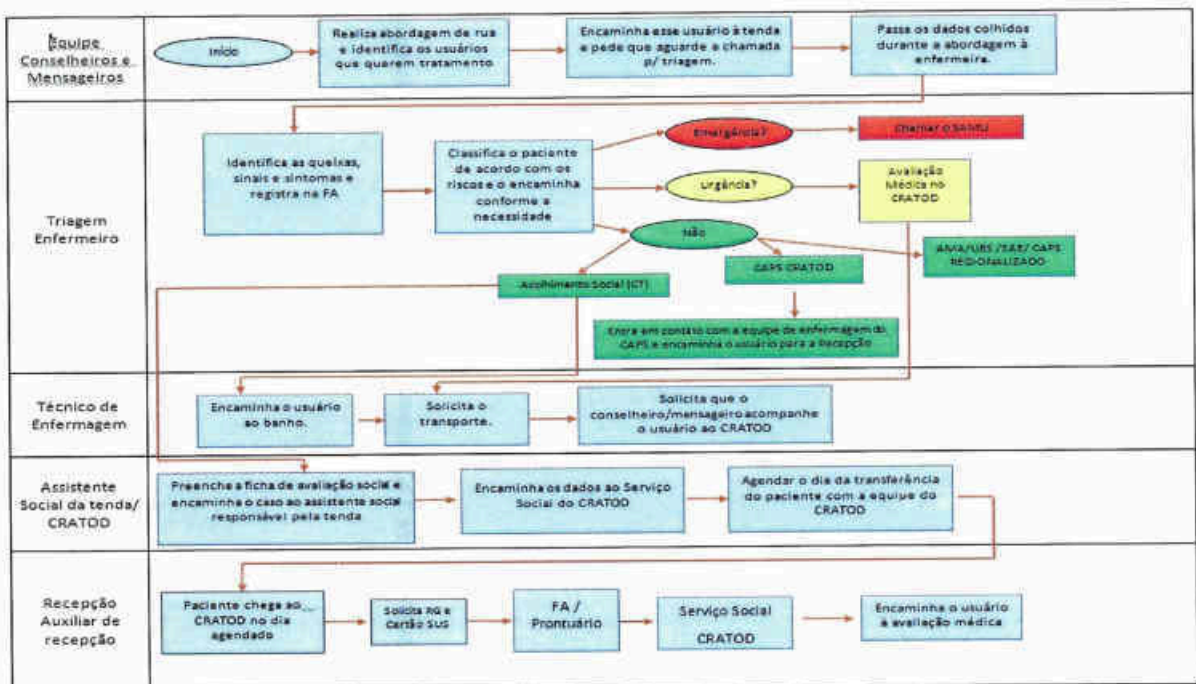 Equipe
Conselheiros e
Mensageiros
Início
Realiza abordagem de rua
e identifica os usuários
que querem tratamento
Encaminha esse usuário à tenda
e pede que aguarde a chamada
p/ triagem.
Passa os dados colhidos
durante a abordagem à
enfermeira.
Triagem
Enfermeiro
Identifica as queixas,
sinais e sintomas e
registra na FA
Classifica o paciente
de acordo com os
riscos e o encaminha
conforme a
necessidade
Emergência?
Chamar o SAMU
Urgência?
Avaliação
Médica no
CRATOD
Não
CAPS CRATOD
AMA/UBS /SAE/ CAPS
REGIONALIZADO
Acolhimento Social (CT)
Entra em contato com a equipe de enfermagem do
CAPS e encaminha o usuário para a Recepção
Técnico de
Enfermagem
Encaminha o usuário
ao banho.
Solicita o
transporte.
Solicita que o
conselheiro/mensageiro acompanhe
o usuário ao CRATOD
Assistente
Social da tenda/
CRATOD
Preenche a ficha de avaliação social e
encaminha o caso ao assistente social
responsável pela tenda
Encaminha os dados ao Serviço
Social do CRATOD
Agendar o dia da transferência
do paciente com a equipe do
CRATOD
Recepção
Auxiliar de
recepção
Paciente chega ao...
CRATOD no dia
agendado
Solicita RG e
Cartão SUS
FA /
Prontuário
Serviço Social
CRATOD
Encaminha o usuário
à avaliação médica